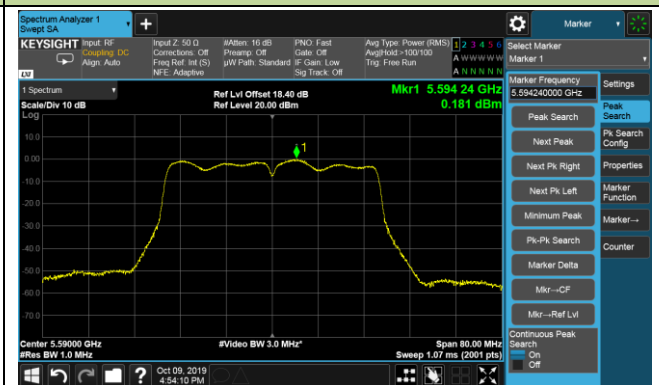 Spectrum Analyzer 1
Swept SA
Marker
KEYSIGHT Input: RF
Coupling: DC
Align: Auto
Input Z: 50 Ω
Corrections: Off
Freq Ref: Int (S)
NFE: Adaptive
#Atten: 16 dB
Preamp: Off
µW Path: Standard
PNO: Fast
Gate: Off
IF Gain: Low
Sig Track: Off
Avg Type: Power (RMS)
Avg|Hold:>100/100
Trig: Free Run
1 2 3 4 5 6
A W W W W W
A N N N N N
LXI
Select Marker
Marker 1
1 Spectrum
Scale/Div 10 dB
Log
Ref Lvl Offset 18.40 dB
Ref Level 20.00 dBm
Mkr1 5.594 24 GHz
0.181 dBm
Marker Frequency
5.594240000 GHz
Peak Search
Next Peak
Next Pk Right
Next Pk Left
Minimum Peak
Pk-Pk Search
Marker Delta
Mkr→CF
Mkr→Ref Lvl
Continuous Peak
Search
On
Off
Settings
Peak
Search
Pk Search
Config
Properties
Marker
Function
Marker→
Counter
10.0
0.00
-10.0
-20.0
-30.0
-40.0
-50.0
-60.0
-70.0
1
Center 5.59000 GHz
#Res BW 1.0 MHz
#Video BW 3.0 MHz*
Span 80.00 MHz
Sweep 1.07 ms (2001 pts)
?
Oct 09, 2019
4:54:10 PM